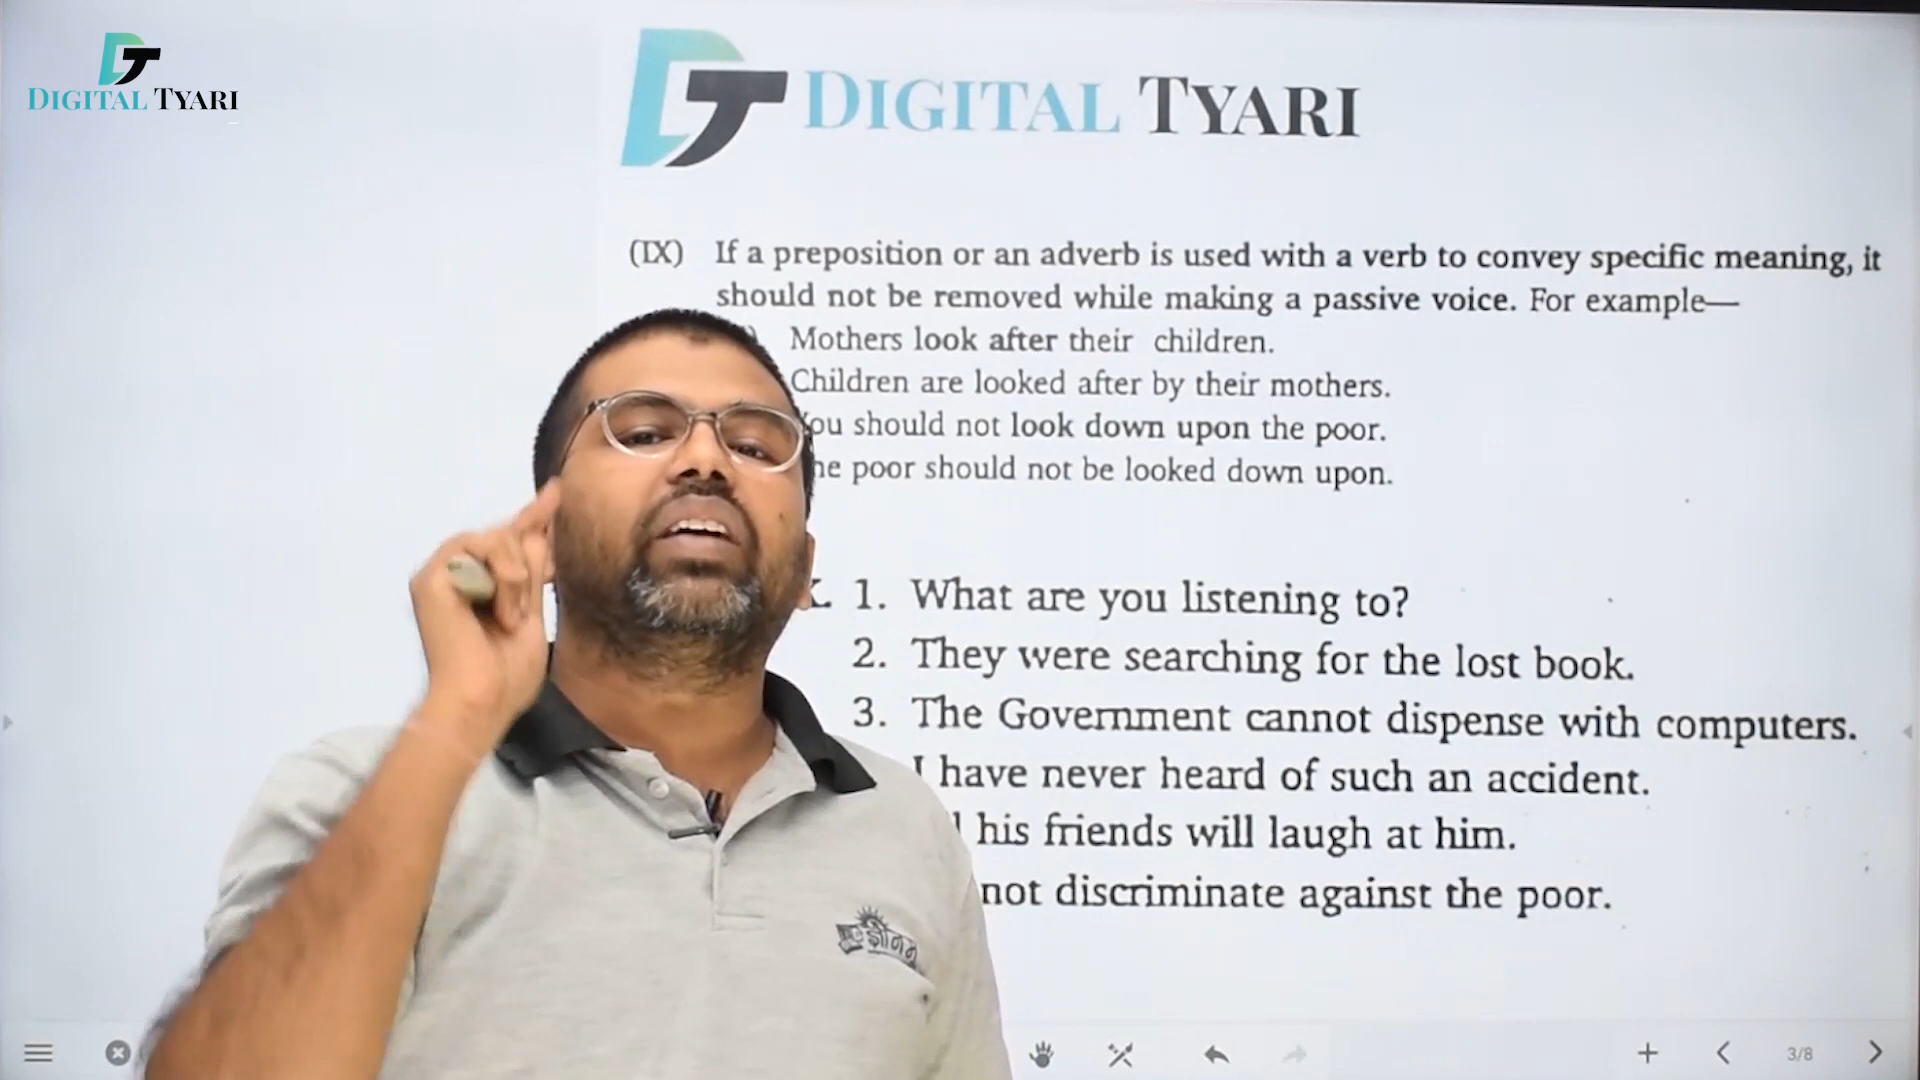 DIGITAL TYARI
DIGITAL TYARI
(IX) If a preposition or an adverb is used with a verb to convey specific meaning, it
should not be removed while making a passive voice. For example—
Mothers look after their children.
Children are looked after by their mothers.
ou should not look down upon the poor.
he poor should not be looked down upon.
1. What are you listening to?
2. They were searching for the lost book.
3. The Government cannot dispense with computers.
I have never heard of such an accident.
his friends will laugh at him.
not discriminate against the poor.
3/8